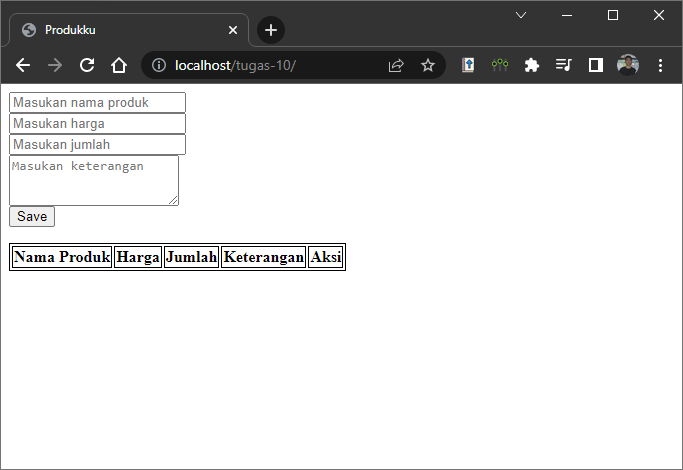 Produkku
localhost/tugas-10/
Masukan nama produk
Masukan harga
Masukan jumlah
Masukan keterangan
Save
Nama Produk Harga Jumlah Keterangan Aksi